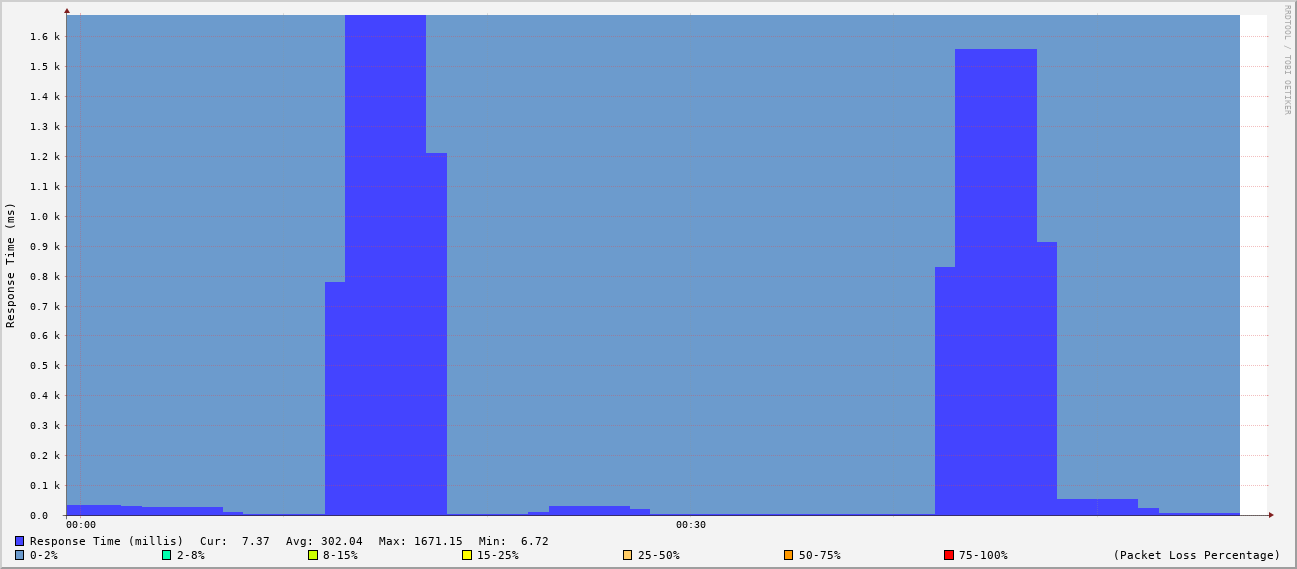 RRDTOOL / TOBI OETIKER
Response Time (ms)
1.6 k
1.5 k
1.4 k
1.3 k
1.2 k
1.1 k
1.0 k
0.9 k
0.8 k
0.7 k
0.6 k
0.5 k
0.4 k
0.3 k
0.2 k
0.1 k
0.0
00:00 00:30
Response Time (millis) Cur: 7.37 Avg: 302.04 Max: 1671.15 Min: 6.72
0-2% 2-8% 8-15% 15-25% 25-50% 50-75% 75-100% (Packet Loss Percentage)